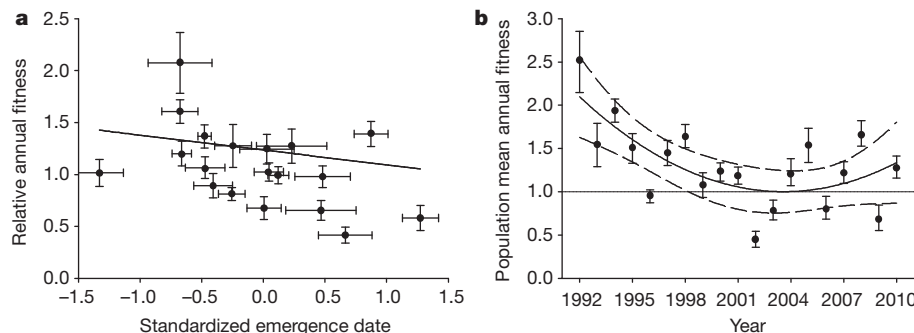 a
Relative annual fitness
2.5
2.0
1.5
1.0
0.5
0.0
−1.5 −1.0 −0.5 0.0 0.5 1.0 1.5
Standardized emergence date
b
Population mean annual fitness
3.0
2.5
2.0
1.5
1.0
0.5
0.0
1992 1995 1998 2001 2004 2007 2010
Year